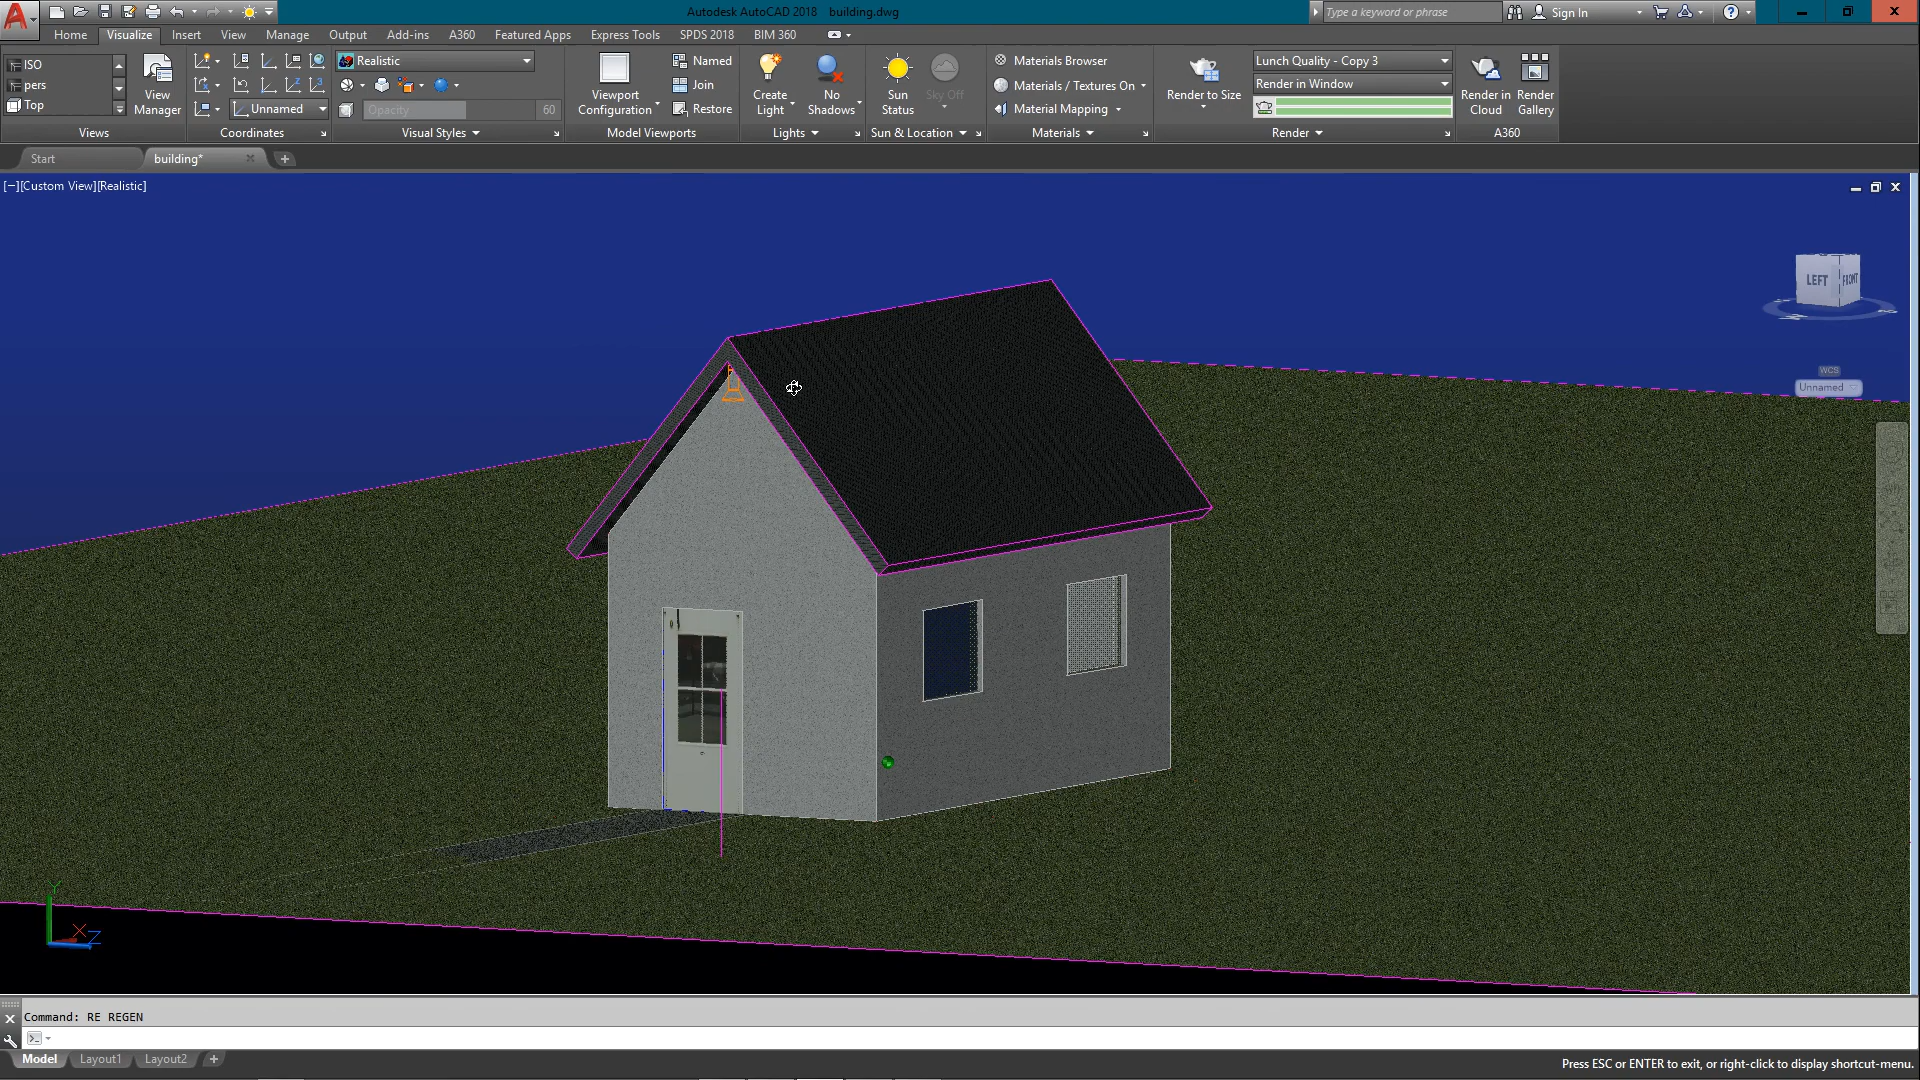 Autodesk AutoCAD 2018 building.dwg
Type a keyword or phrase
Sign In
Home Visualize Insert View Manage Output Add-ins A360 Featured Apps Express Tools SPDS 2018 BIM 360
ISO
pers
Top
View
Manager
Views
Unnamed
Coordinates
Realistic
Opacity 60
Visual Styles
Viewport
Configuration
Named
Join
Restore
Model Viewports
Create
Light
No
Shadows
Lights
Sun
Status
Sky Off
Sun & Location
Materials Browser
Materials / Textures On
Material Mapping
Materials
Render to Size
Lunch Quality - Copy 3
Render in Window
Render
Render in
Cloud
Render
Gallery
A360
Start
building*
[−][Custom View][Realistic]
LEFT
FRONT
WCS
Unnamed
Y
X
Z
Command: RE REGEN
Model Layout1 Layout2
Press ESC or ENTER to exit, or right-click to display shortcut-menu.